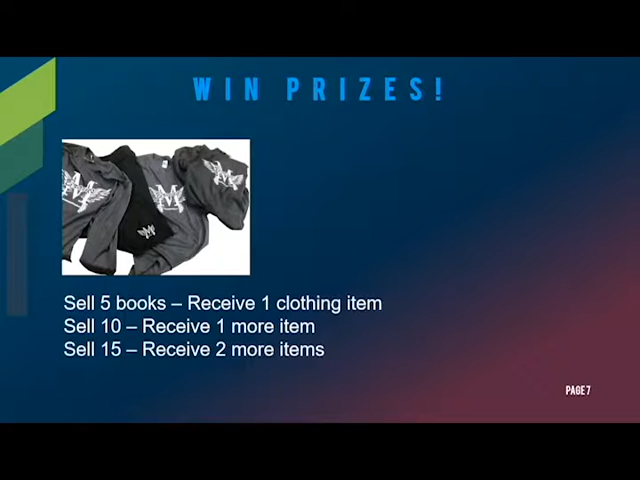 WIN PRIZES!
M
M
M
M
Sell 5 books – Receive 1 clothing item
Sell 10 – Receive 1 more item
Sell 15 – Receive 2 more items
PAGE 7